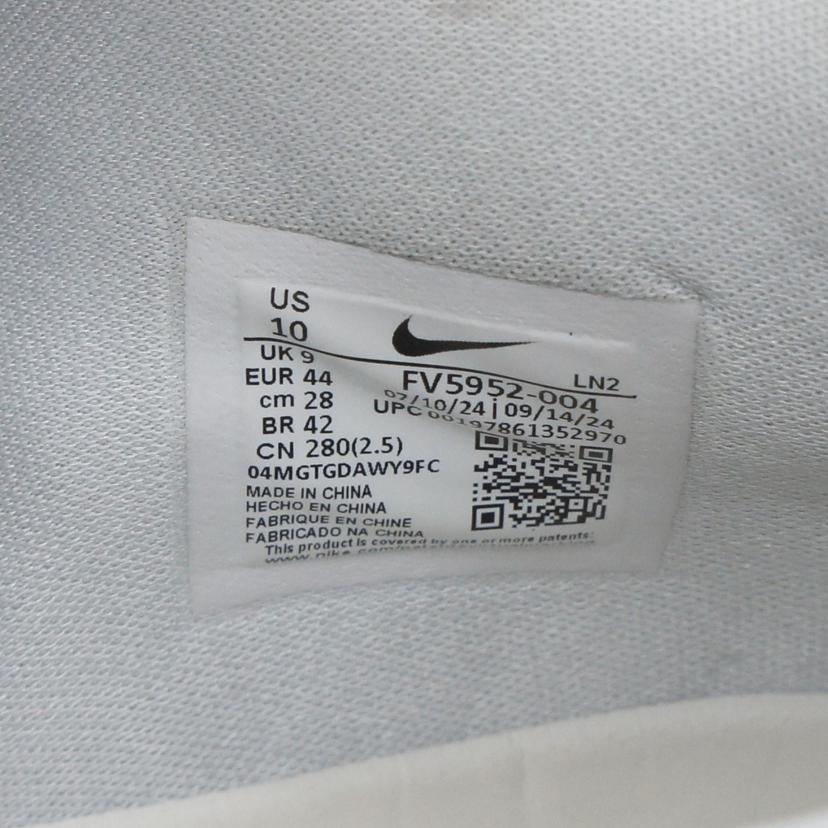 US
10
UK 9
EUR 44
cm 28
BR 42
CN 280(2.5)
04MGTGDAWY9FC
MADE IN CHINA
HECHO EN CHINA
FABRIQUE EN CHINE
FABRICADO NA CHINA
This product is covered by one or more patents:
LN2
FV5952-004
07/10/24 | 09/14/24
UPC 00197861352970